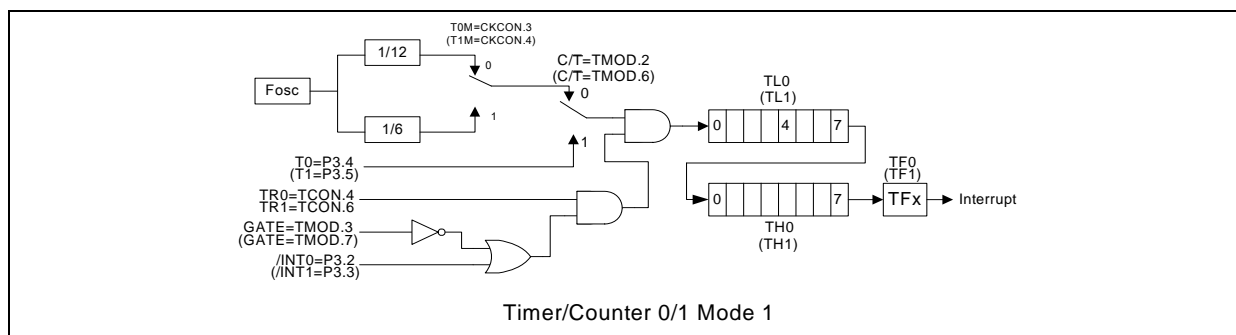 T0M=CKCON.3
(T1M=CKCON.4)
1/12
0
C/T=TMOD.2
(C/T=TMOD.6)
0
Fosc
1
1/6
1
T0=P3.4
(T1=P3.5)
TR0=TCON.4
TR1=TCON.6
GATE=TMOD.3
(GATE=TMOD.7)
/INT0=P3.2
(/INT1=P3.3)
TL0
(TL1)
0 4 7
TF0
(TF1)
0 7
TFx
Interrupt
TH0
(TH1)
Timer/Counter 0/1 Mode 1